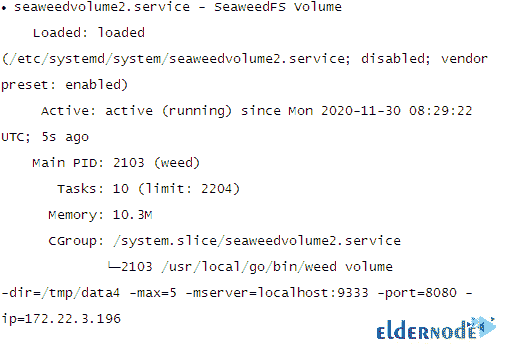 • seaweedvolume2.service - SeaweedFS Volume
Loaded: loaded
(/etc/systemd/system/seaweedvolume2.service; disabled; vendor
preset: enabled)
Active: active (running) since Mon 2020-11-30 08:29:22
UTC; 5s ago
Main PID: 2103 (weed)
Tasks: 10 (limit: 2204)
Memory: 10.3M
CGroup: /system.slice/seaweedvolume2.service
└─2103 /usr/local/go/bin/weed volume
-dir=/tmp/data4 -max=5 -mserver=localhost:9333 -port=8080 -
ip=172.22.3.196
ELDERNODE